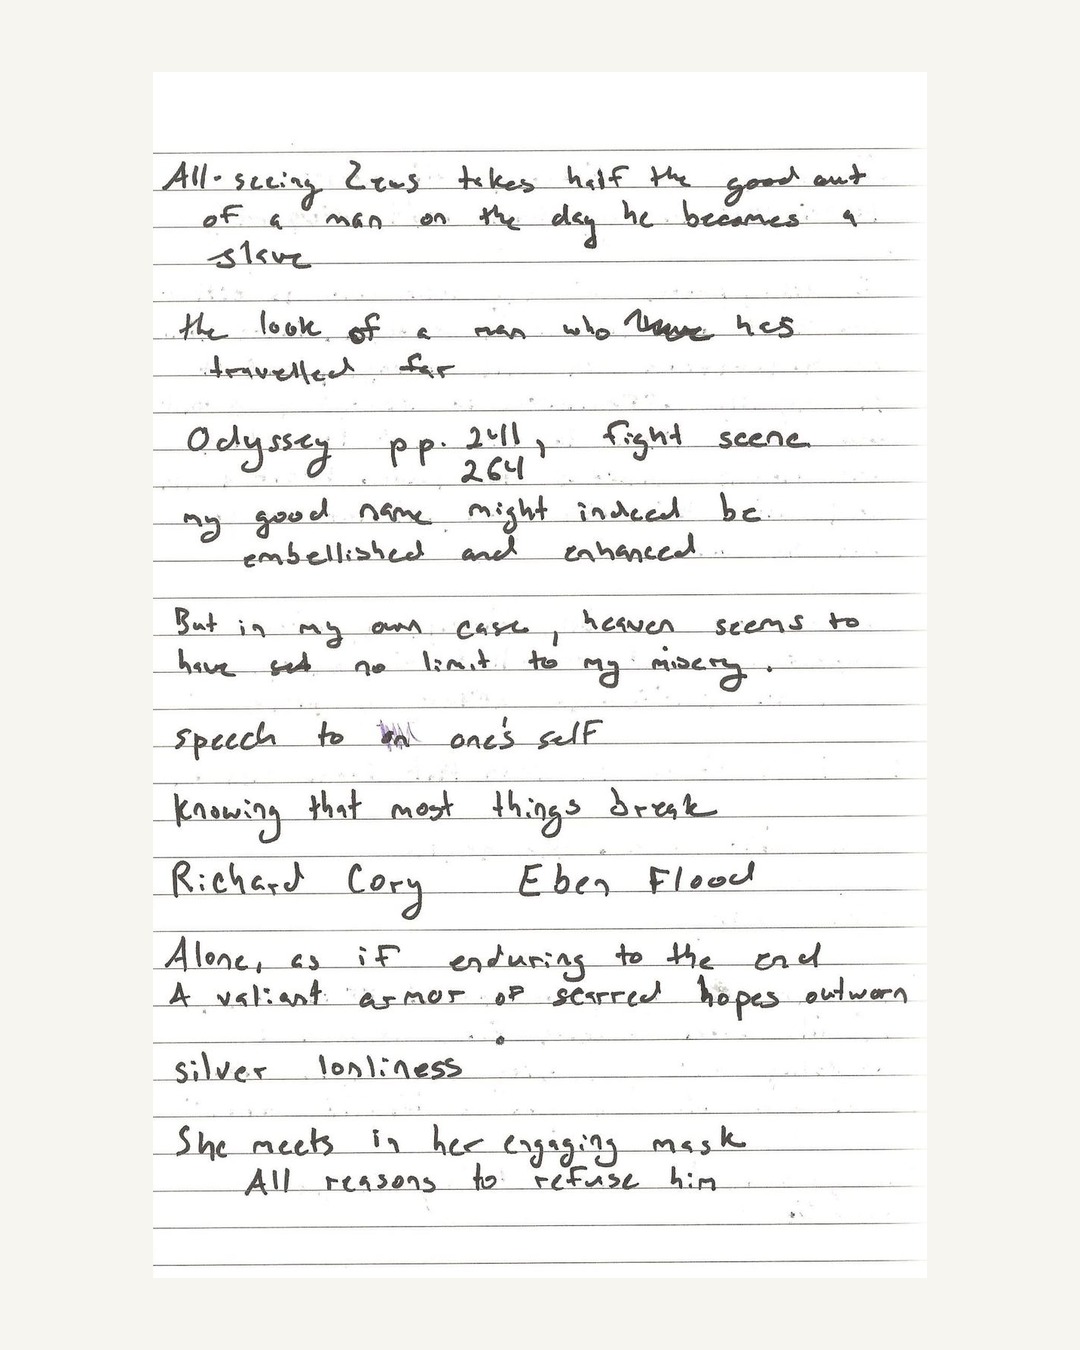 All-seeing Zeus takes half the good out
of a man on the day he becomes a
slave
the look of a man who has
travelled far
Odyssey pp. 241, fight scene
264
my good name might indeed be
embellished and enhanced
But in my own case, heaven seems to
have set no limit to my misery.
speech to one's self
Knowing that most things break
Richard Cory Eben Flood
Alone, as if enduring to the end
A valiant armor of scarred hopes outworn
silver lonliness
She meets in her engaging mask
All reasons to refuse him